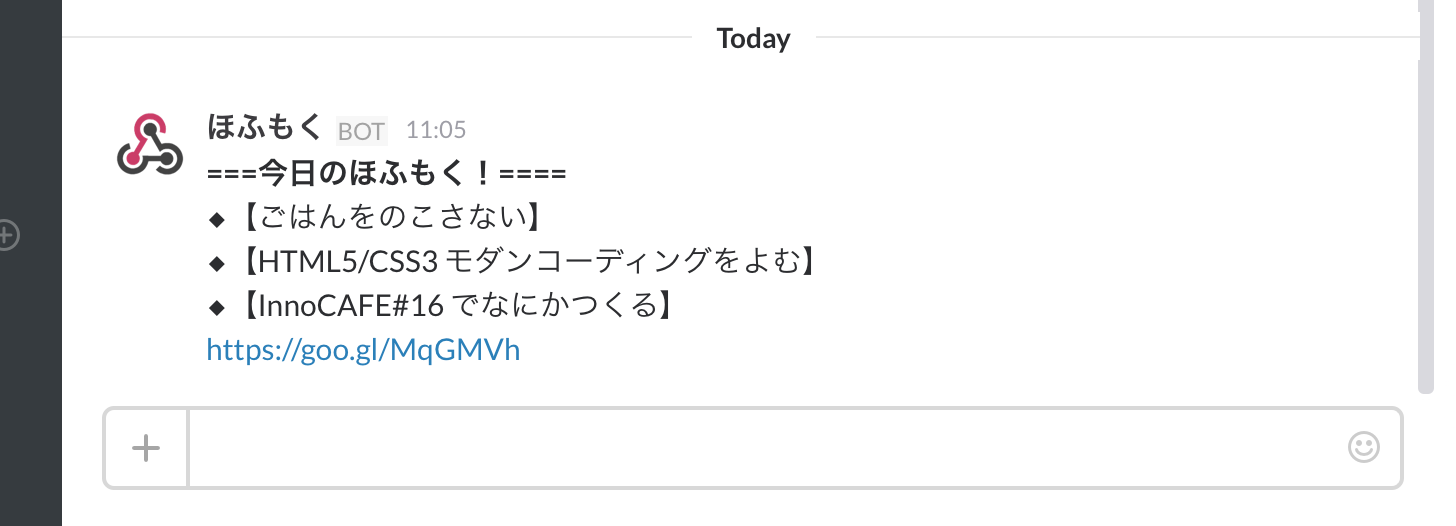 Today
ほふもく BOT 11:05
===今日のほふもく！====
◆【ごはんをのこさない】
◆【HTML5/CSS3 モダンコーディングをよむ】
◆【InnoCAFE#16 でなにかつくる】
https://goo.gl/MqGMVh